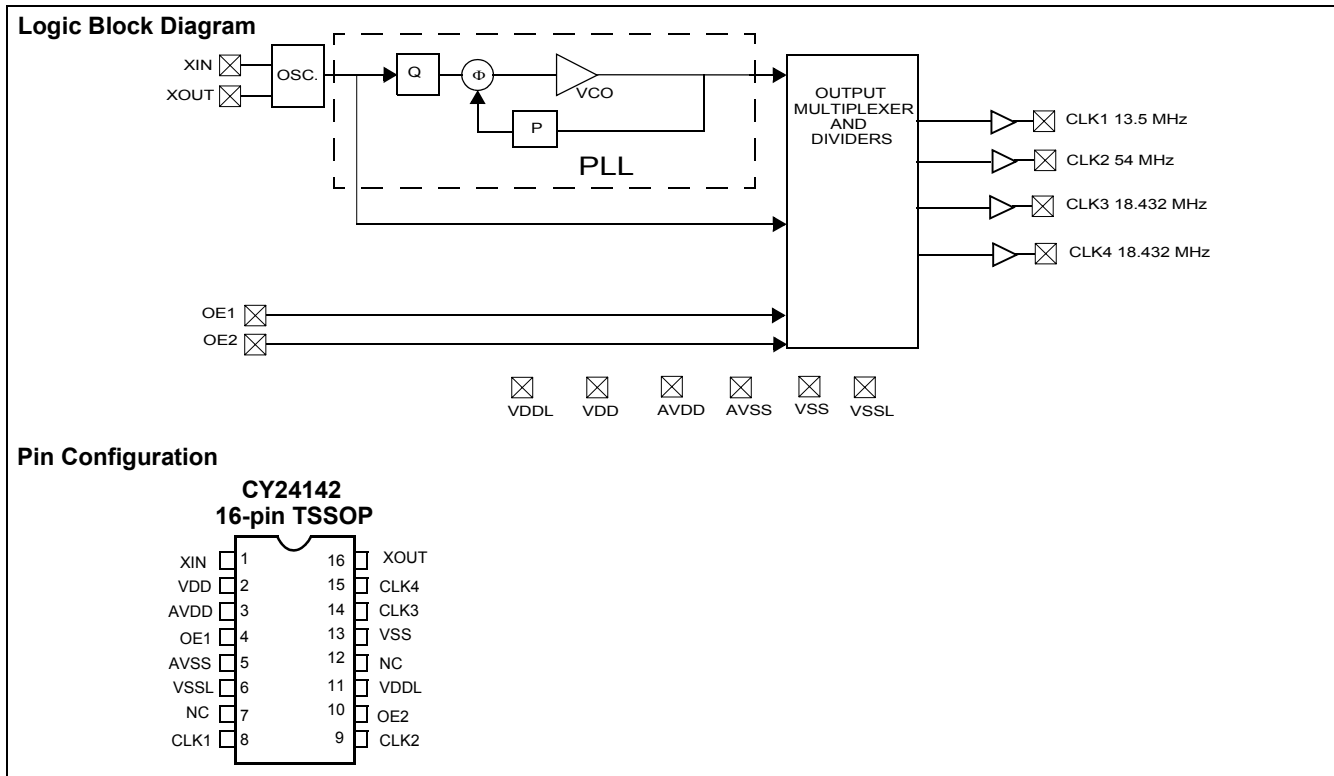 Logic Block Diagram
XIN
XOUT
OSC.
Q
Φ
VCO
P
PLL
OUTPUT
MULTIPLEXER
AND
DIVIDERS
CLK1 13.5 MHz
CLK2 54 MHz
CLK3 18.432 MHz
CLK4 18.432 MHz
OE1
OE2
VDDL VDD AVDD AVSS VSS VSSL
Pin Configuration
CY24142
16-pin TSSOP
XIN 1 16 XOUT
VDD 2 15 CLK4
AVDD 3 14 CLK3
OE1 4 13 VSS
AVSS 5 12 NC
VSSL 6 11 VDDL
NC 7 10 OE2
CLK1 8 9 CLK2